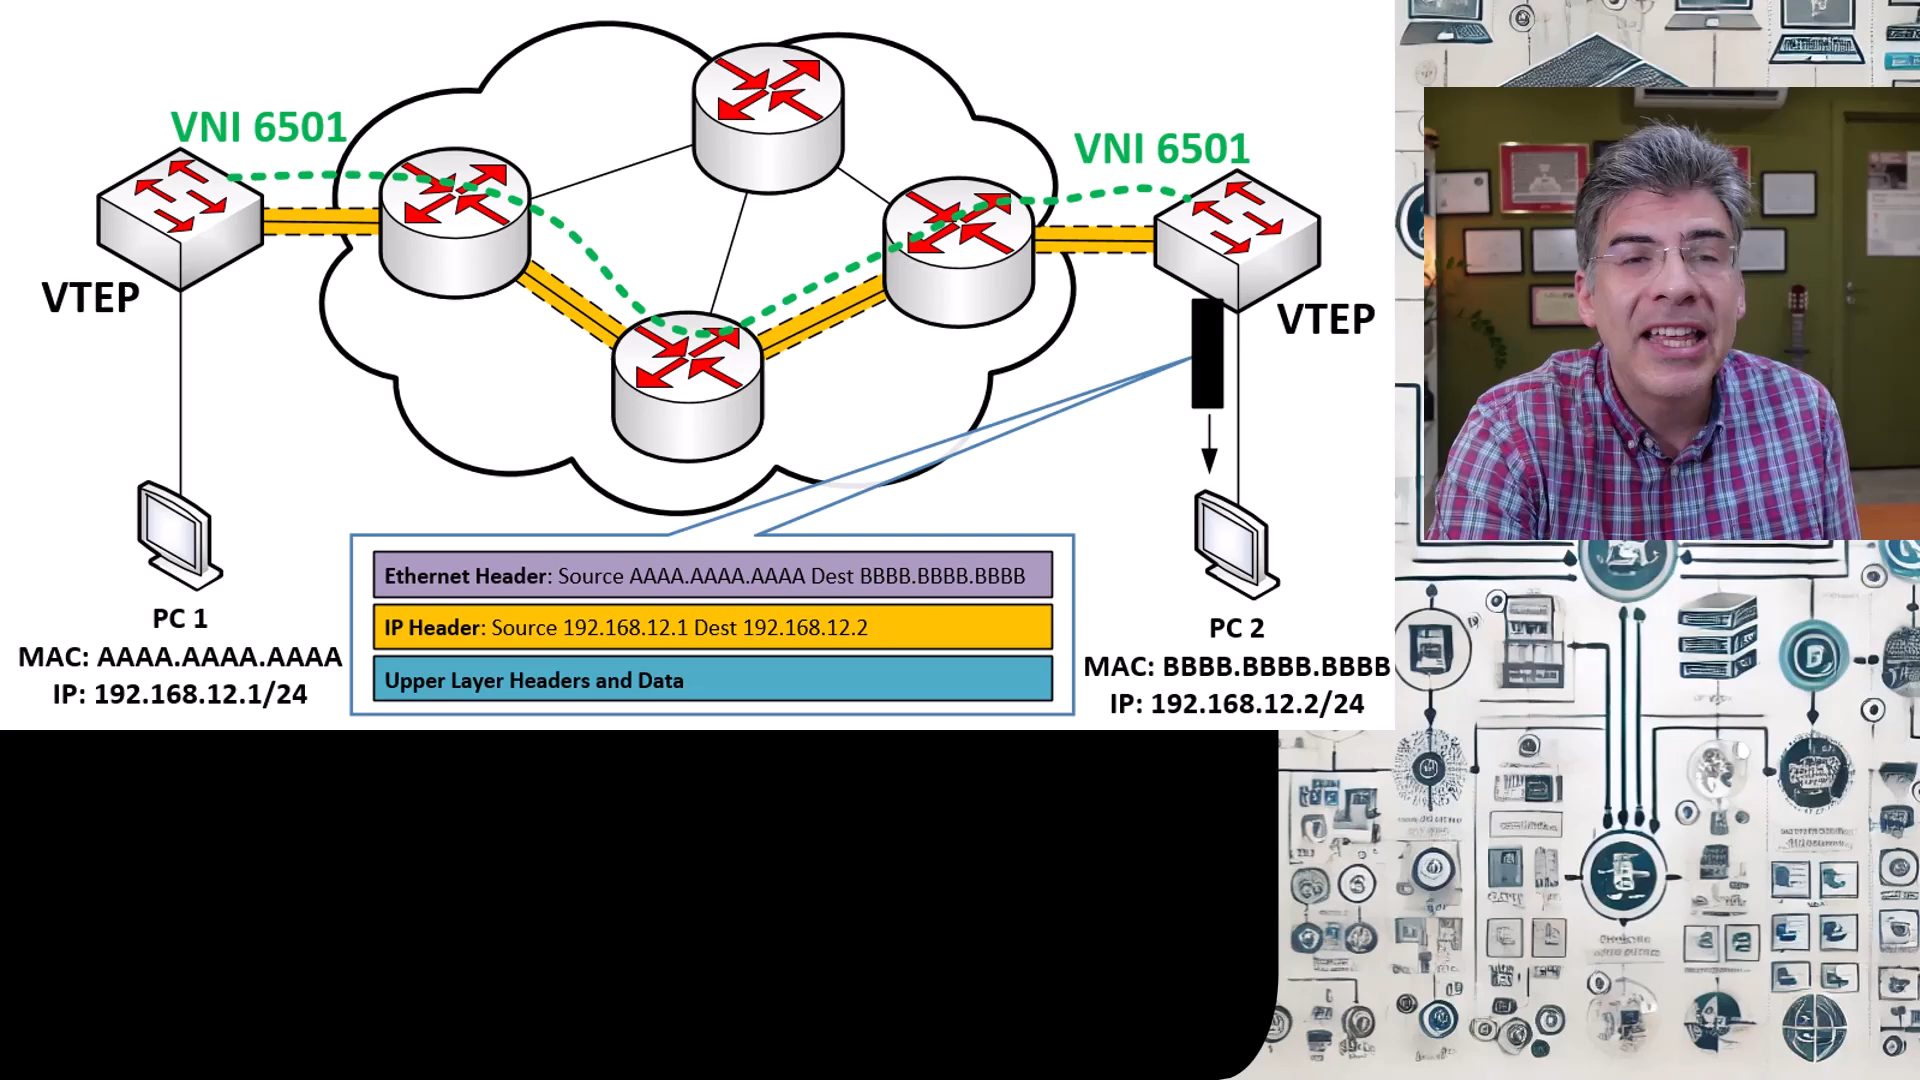 VNI 6501
VNI 6501
VTEP
VTEP
Ethernet Header: Source AAAA.AAAA.AAAA Dest BBBB.BBBB.BBBB
IP Header: Source 192.168.12.1 Dest 192.168.12.2
Upper Layer Headers and Data
PC 1
MAC: AAAA.AAAA.AAAA
IP: 192.168.12.1/24
PC 2
MAC: BBBB.BBBB.BBBB
IP: 192.168.12.2/24